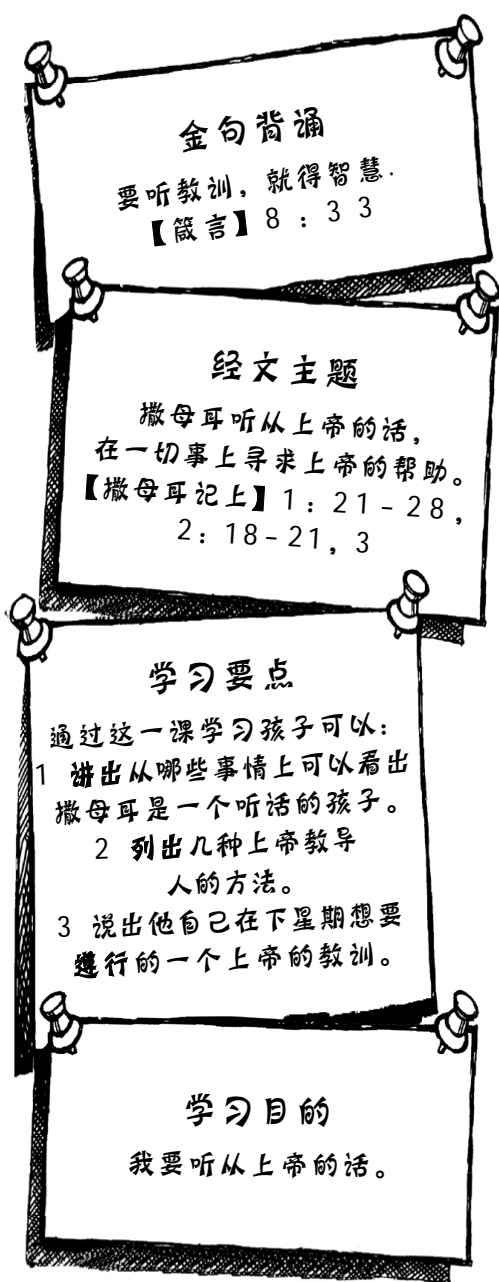 金句背诵
要听教训，就得智慧.
【箴言】8：33
经文主题
撒母耳听从上帝的话，
在一切事上寻求上帝的帮助。
【撒母耳记上】1：21-28，
2：18-21，3
学习要点
通过这一课学习孩子可以：
1 讲出从哪些事情上可以看出
撒母耳是一个听话的孩子。
2 列出几种上帝教导
人的方法。
3 说出他自己在下星期想要
遵行的一个上帝的教训。
学习目的
我要听从上帝的话。